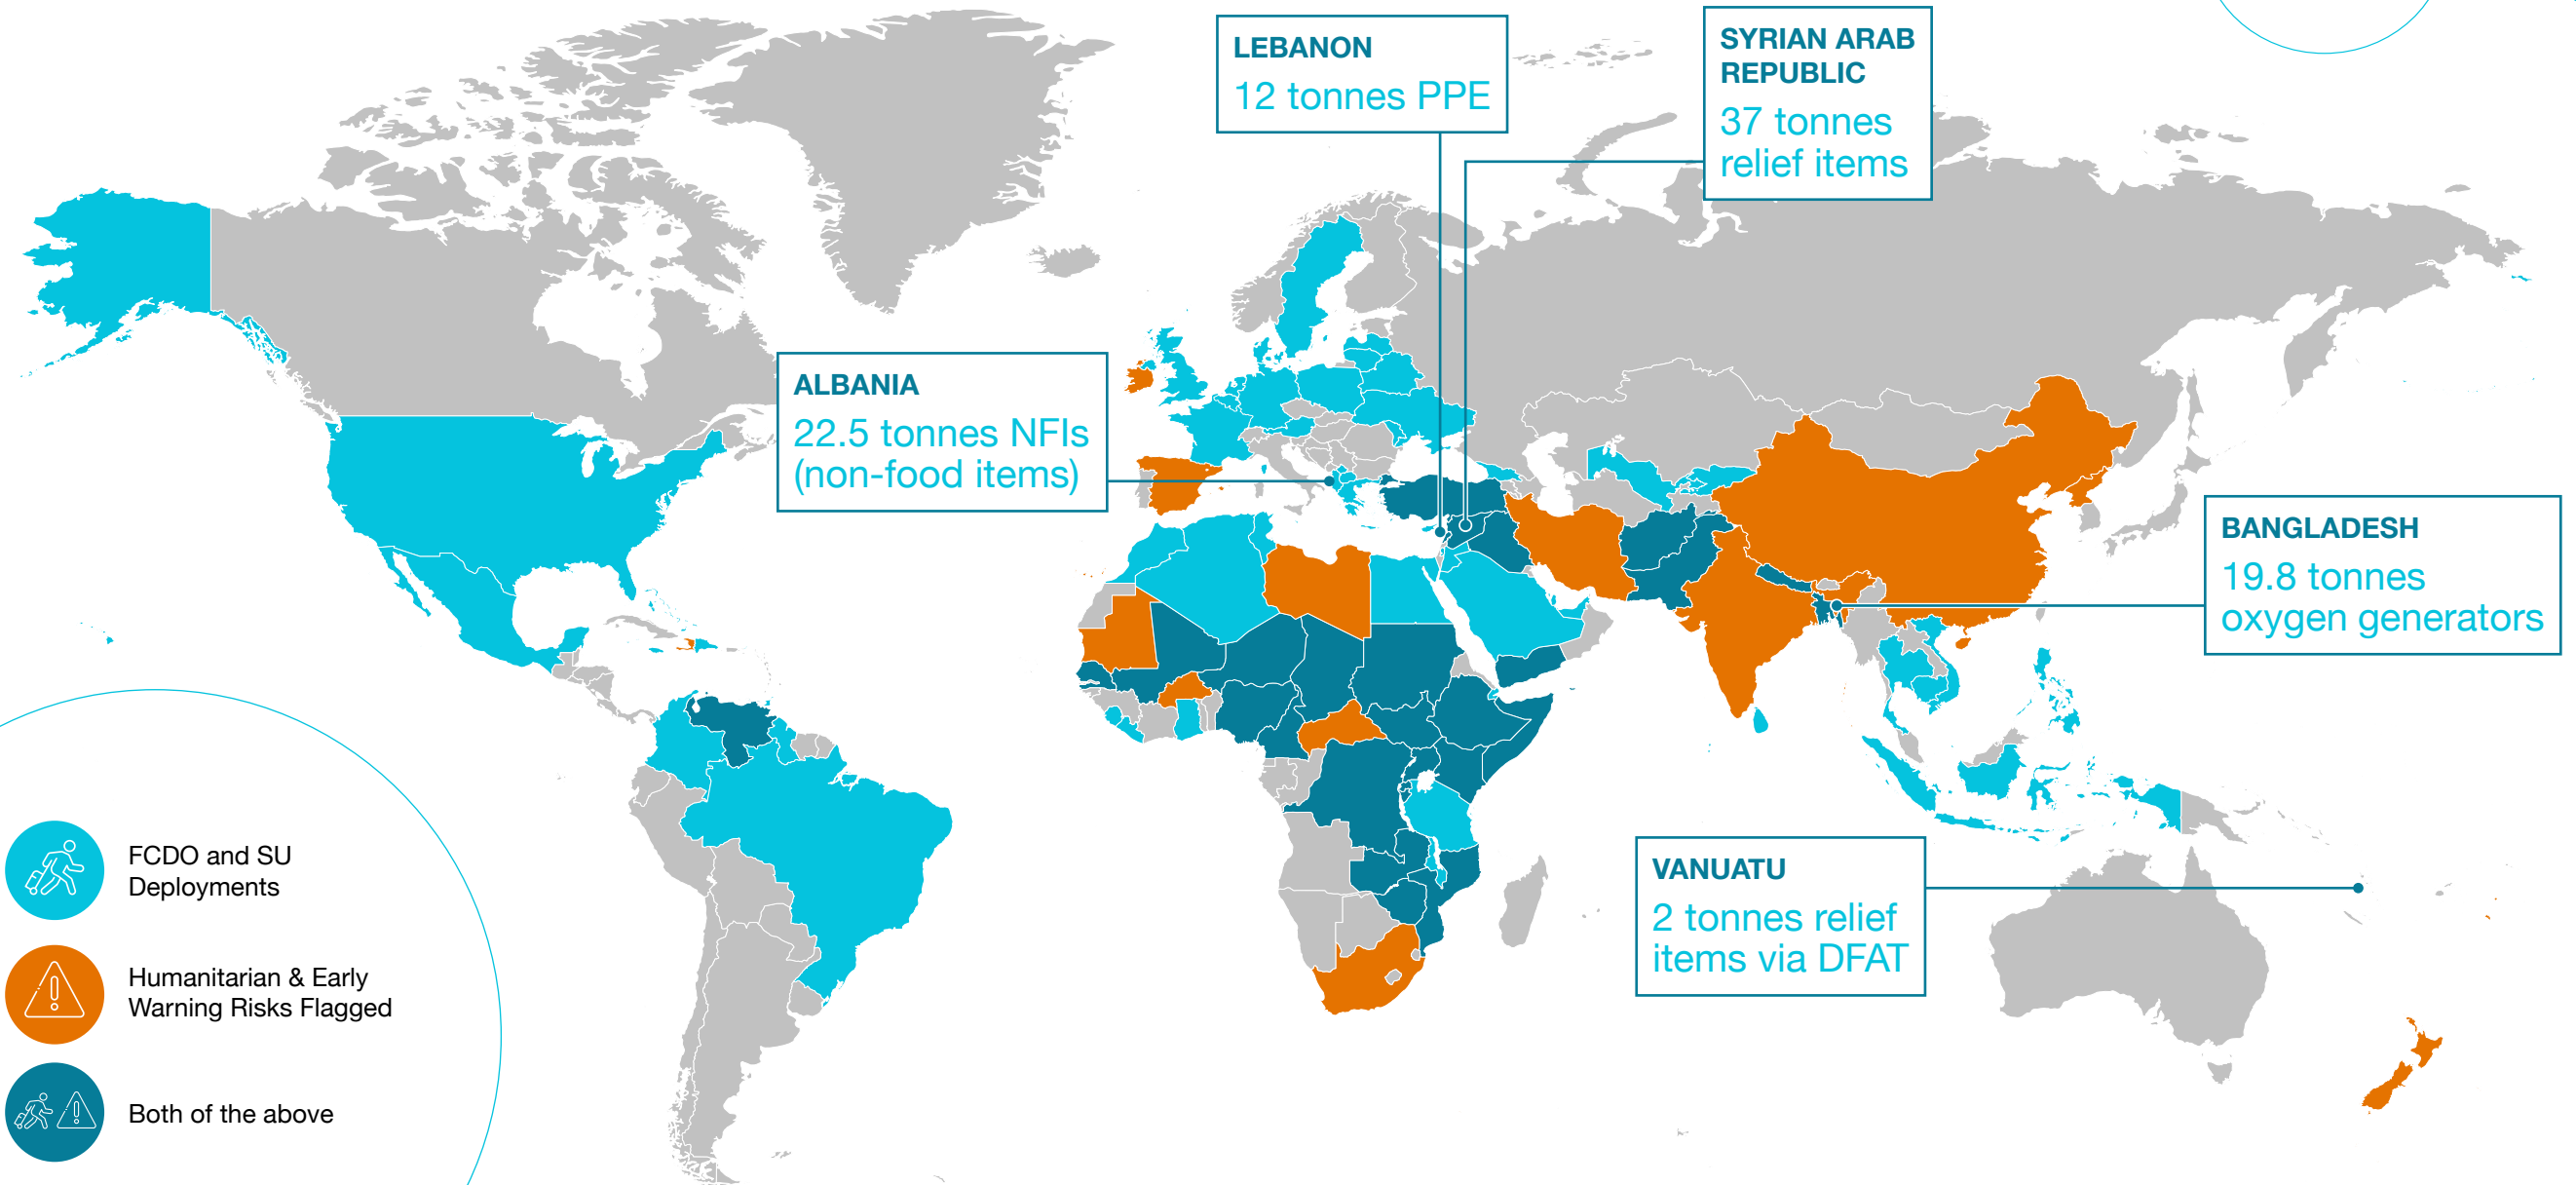 LEBANON
12 tonnes PPE
SYRIAN ARAB
REPUBLIC
37 tonnes
relief items
ALBANIA
22.5 tonnes NFIs
(non-food items)
BANGLADESH
19.8 tonnes
oxygen generators
VANUATU
2 tonnes relief
items via DFAT
FCDO and SU
Deployments
Humanitarian & Early
Warning Risks Flagged
Both of the above